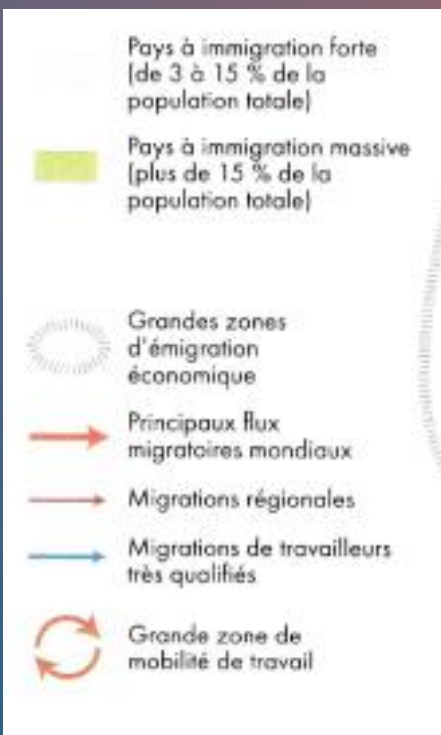 Pays à immigration forte
(de 3 à 15 % de la
population totale)
Pays à immigration massive
(plus de 15 % de la
population totale)
Grandes zones
d'émigration
économique
Principaux flux
migratoires mondiaux
Migrations régionales
Migrations de travailleurs
très qualifiés
Grande zone de
mobilité de travail